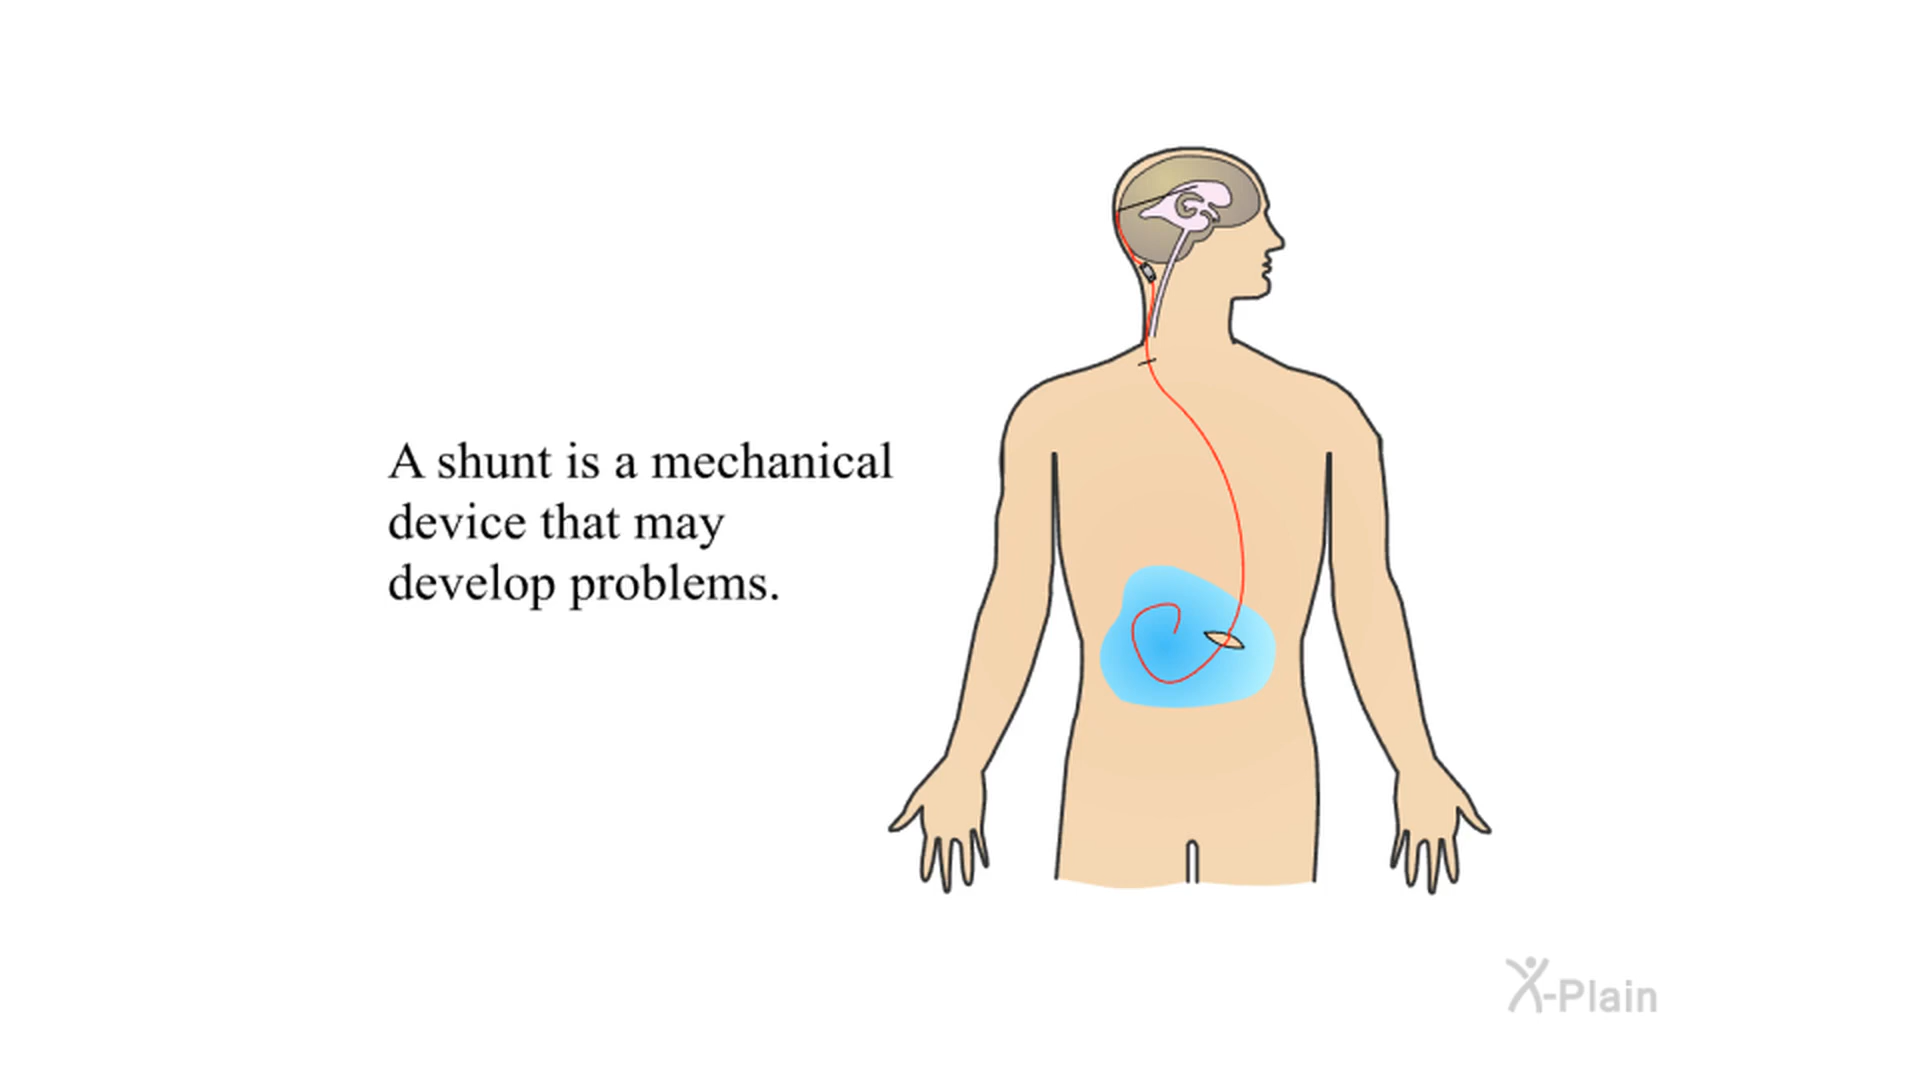 A shunt is a mechanical
device that may
develop problems.
X-Plain